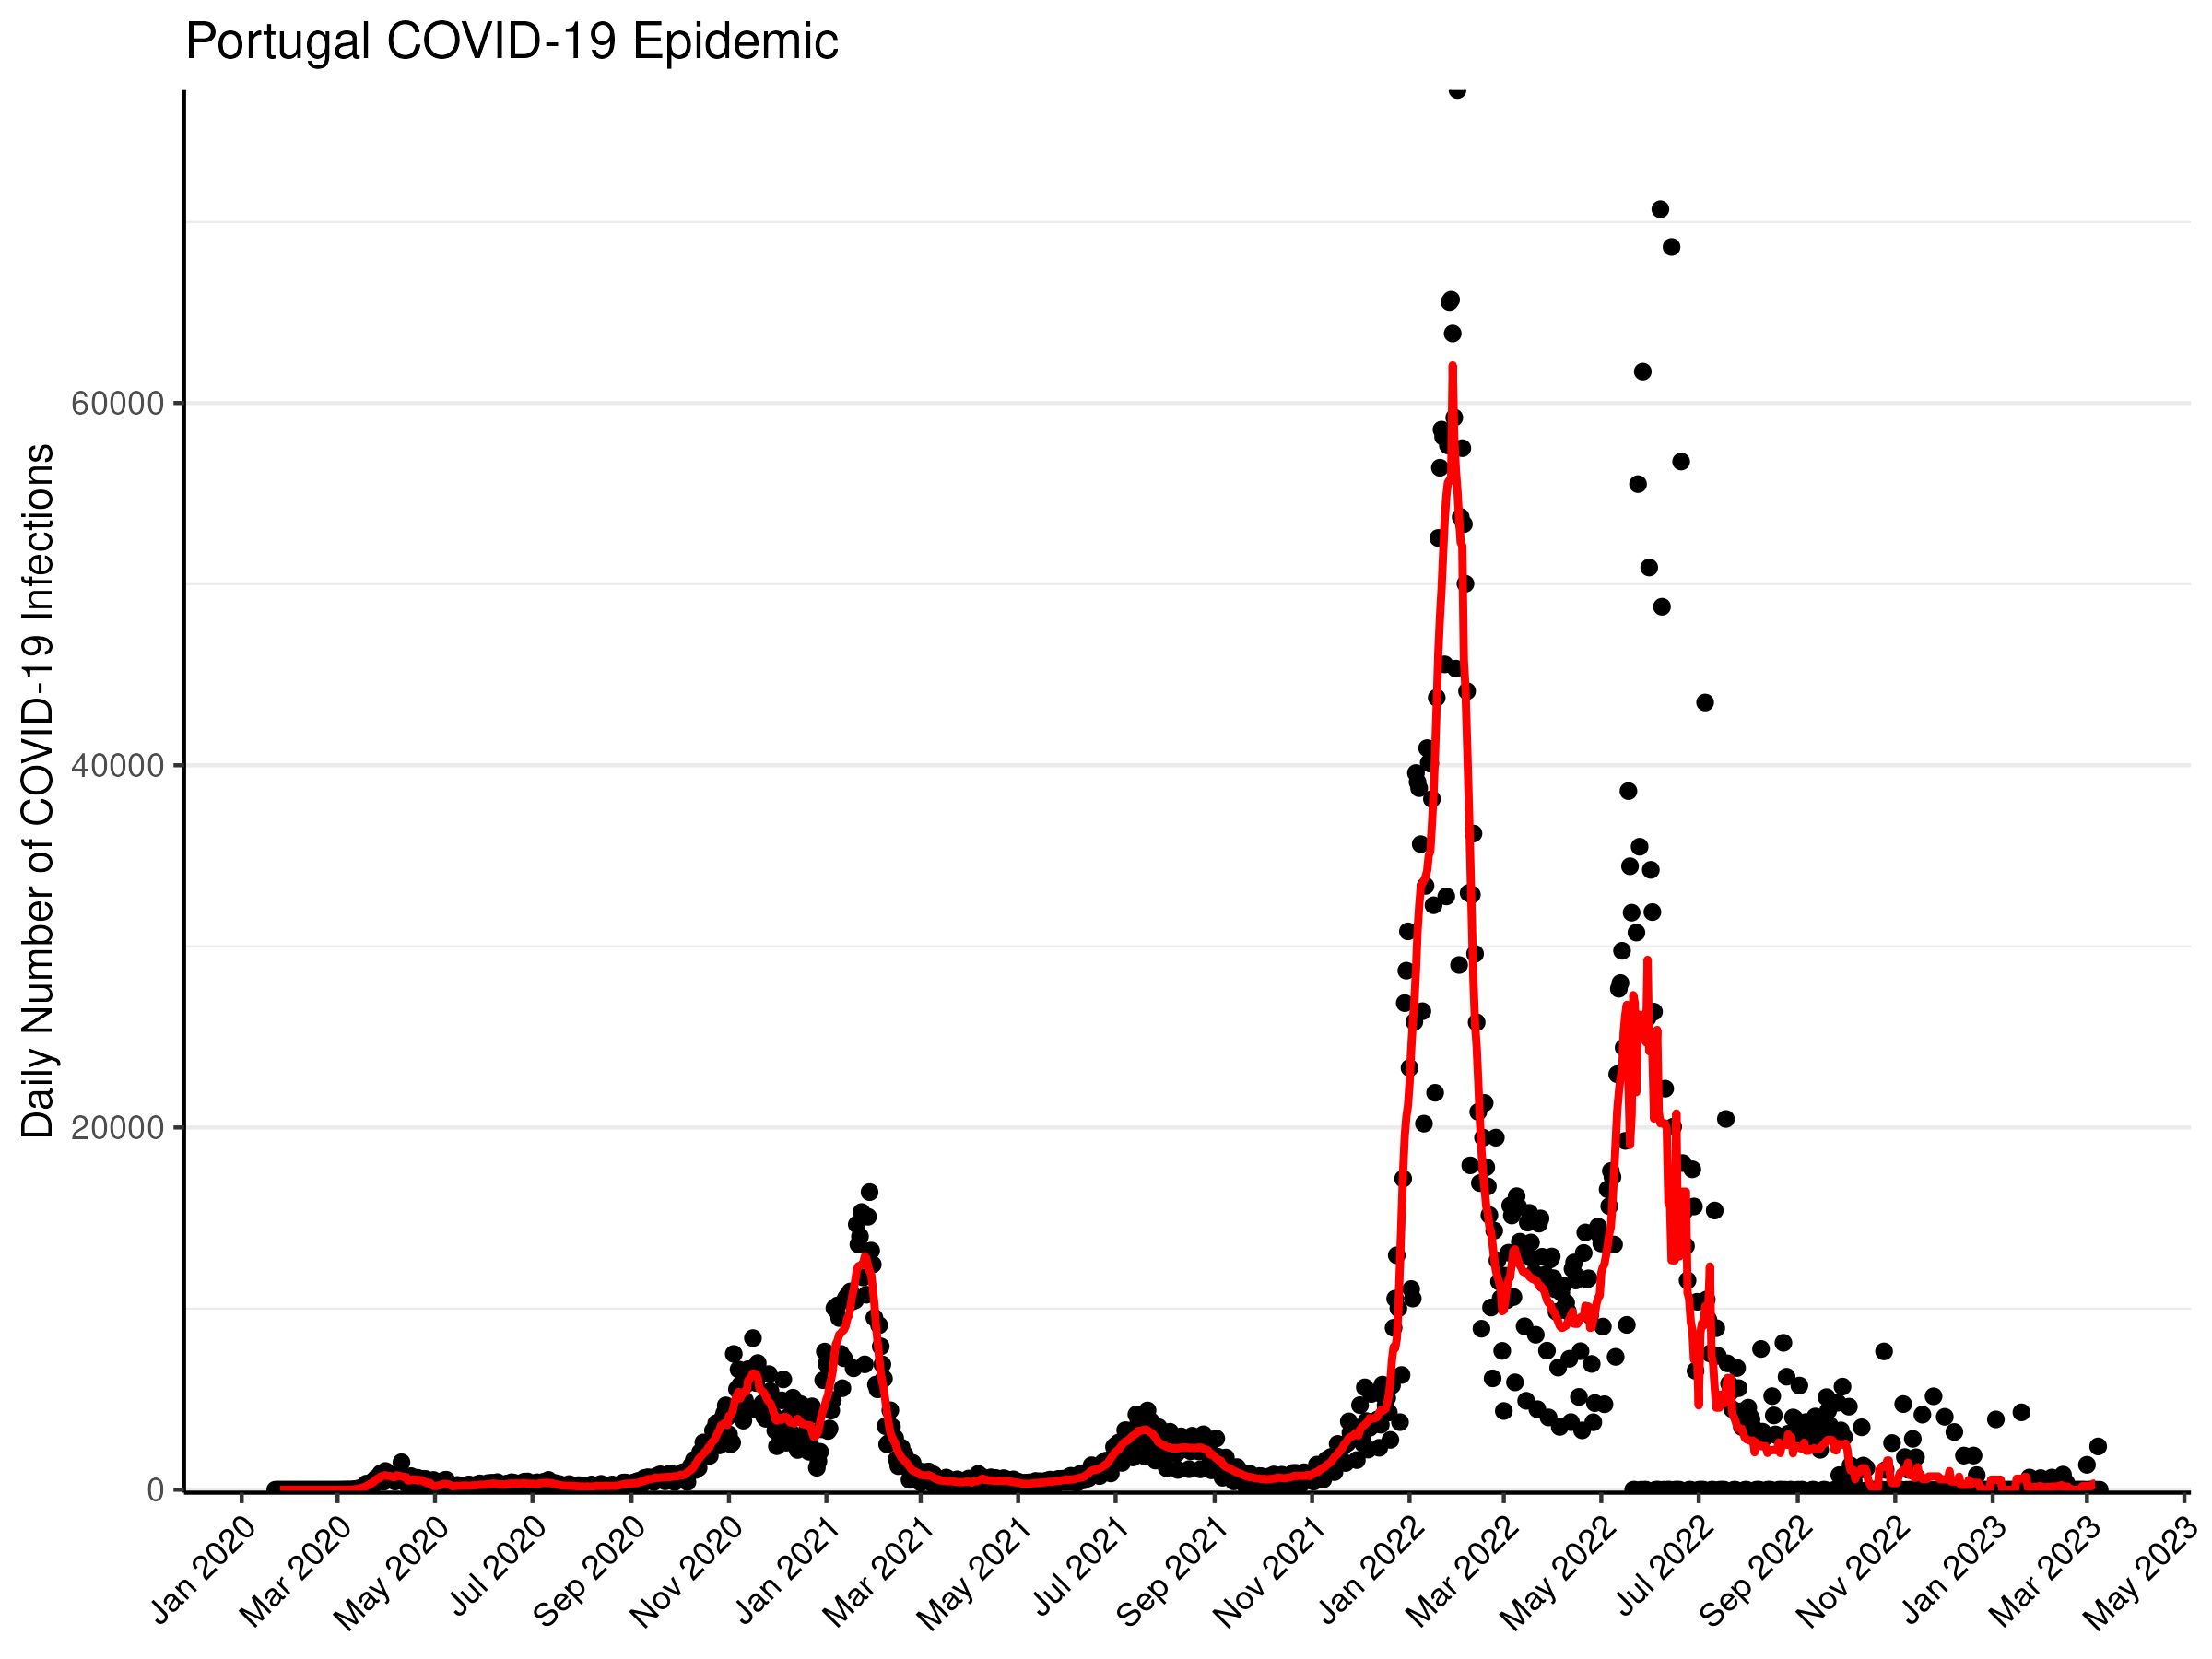 Portugal COVID-19 Epidemic
Daily Number of COVID-19 Infections
60000
40000
20000
0
Jan 2020
Mar 2020
May 2020
Jul 2020
Sep 2020
Nov 2020
Jan 2021
Mar 2021
May 2021
Jul 2021
Sep 2021
Nov 2021
Jan 2022
Mar 2022
May 2022
Jul 2022
Sep 2022
Nov 2022
Jan 2023
Mar 2023
May 2023